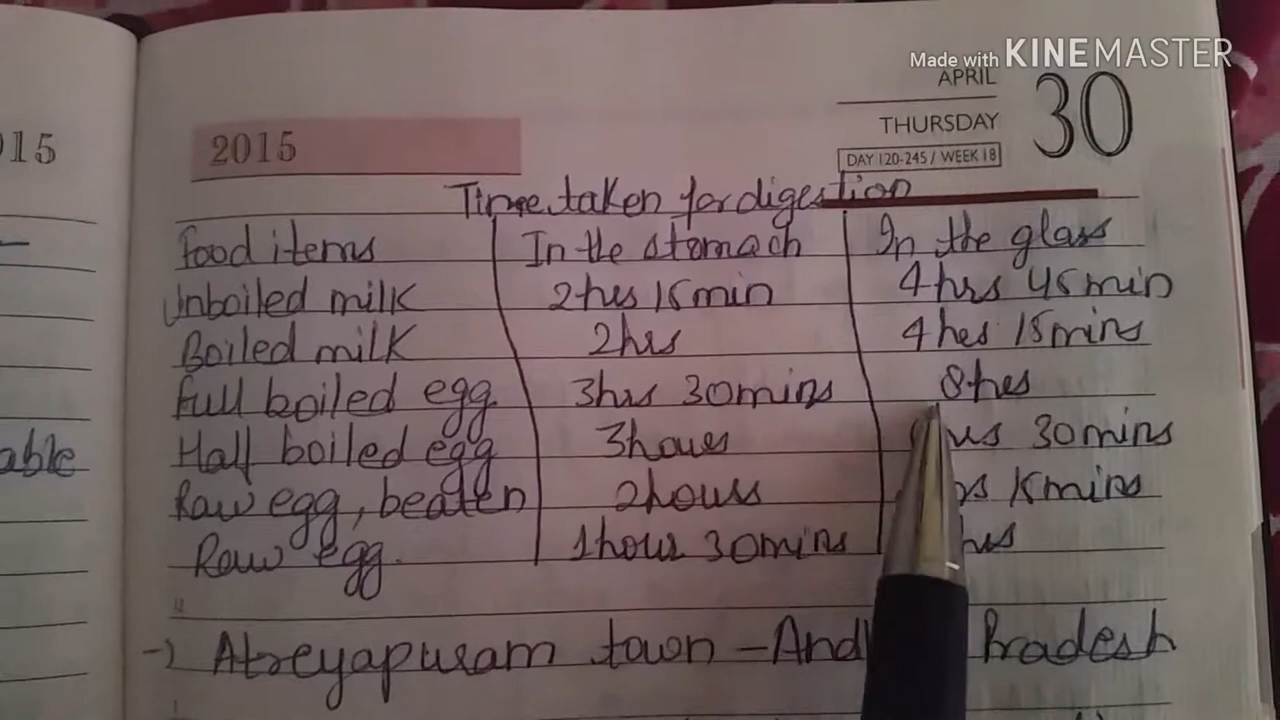 Made with KINEMASTER
APRIL 30
015
2015
THURSDAY
DAY 120-245 / WEEK 18
Time taken for digestion
Food items In the stomach In the glass
Unboiled milk 2hrs 15min 4hrs 45min
Boiled milk 2hrs 4hrs 15mins
Full boiled egg 3hrs 30mins 8hrs
Half boiled egg 3hours 30mins
able
Raw egg, beaten 2hours 15mins
Raw egg. 1hour 30mins
→ Atreyapuram town - Pradesh